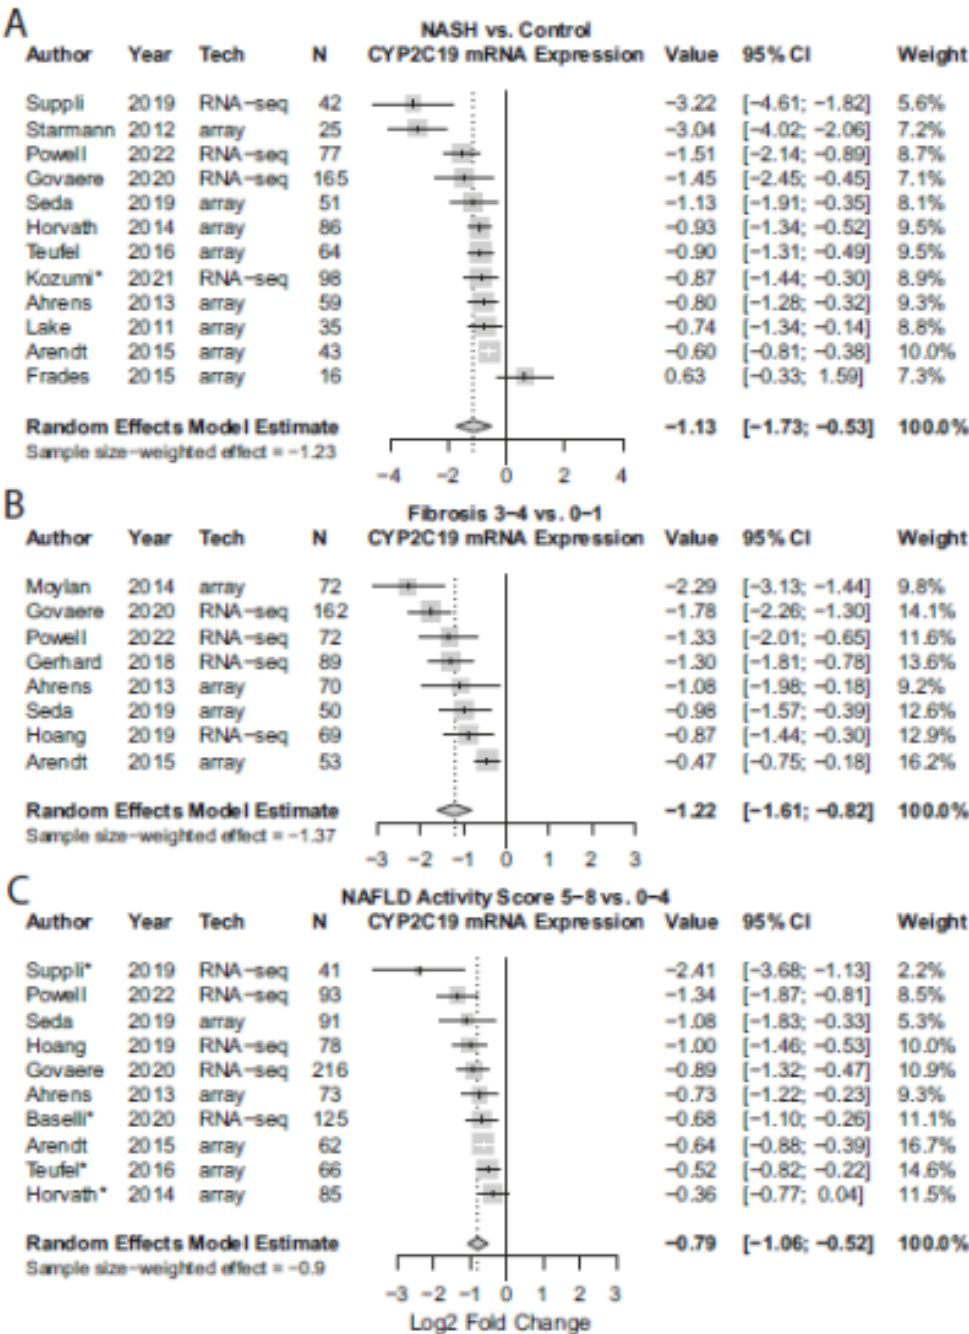 A
NASH vs. Control
Author Year Tech N CYP2C19 mRNA Expression Value 95% CI Weight
Suppli 2019 RNA-seq 42 −3.22 [−4.61; −1.82] 5.6%
Starmann 2012 array 25 −3.04 [−4.02; −2.06] 7.2%
Powell 2022 RNA-seq 77 −1.51 [−2.14; −0.89] 8.7%
Govaere 2020 RNA-seq 165 −1.45 [−2.45; −0.45] 7.1%
Seda 2019 array 51 −1.13 [−1.91; −0.35] 8.1%
Horvath 2014 array 86 −0.93 [−1.34; −0.52] 9.5%
Teufel 2016 array 64 −0.90 [−1.31; −0.49] 9.5%
Kozumi* 2021 RNA-seq 98 −0.87 [−1.44; −0.30] 8.9%
Ahrens 2013 array 59 −0.80 [−1.28; −0.32] 9.3%
Lake 2011 array 35 −0.74 [−1.34; −0.14] 8.8%
Arendt 2015 array 43 −0.60 [−0.81; −0.38] 10.0%
Frades 2015 array 16 0.63 [−0.33; 1.59] 7.3%
Random Effects Model Estimate −1.13 [−1.73; −0.53] 100.0%
Sample size-weighted effect = −1.23
−4 −2 0 2 4
B
Fibrosis 3−4 vs. 0−1
Author Year Tech N CYP2C19 mRNA Expression Value 95% CI Weight
Moylan 2014 array 72 −2.29 [−3.13; −1.44] 9.8%
Govaere 2020 RNA-seq 162 −1.78 [−2.26; −1.30] 14.1%
Powell 2022 RNA-seq 72 −1.33 [−2.01; −0.65] 11.6%
Gerhard 2018 RNA-seq 89 −1.30 [−1.81; −0.78] 13.6%
Ahrens 2013 array 70 −1.08 [−1.98; −0.18] 9.2%
Seda 2019 array 50 −0.98 [−1.57; −0.39] 12.6%
Hoang 2019 RNA-seq 69 −0.87 [−1.44; −0.30] 12.9%
Arendt 2015 array 53 −0.47 [−0.75; −0.18] 16.2%
Random Effects Model Estimate −1.22 [−1.61; −0.82] 100.0%
Sample size-weighted effect = −1.37
−3 −2 −1 0 1 2 3
C
NAFLD Activity Score 5−8 vs. 0−4
Author Year Tech N CYP2C19 mRNA Expression Value 95% CI Weight
Suppli* 2019 RNA-seq 41 −2.41 [−3.68; −1.13] 2.2%
Powell 2022 RNA-seq 93 −1.34 [−1.87; −0.81] 8.5%
Seda 2019 array 91 −1.08 [−1.83; −0.33] 5.3%
Hoang 2019 RNA-seq 78 −1.00 [−1.46; −0.53] 10.0%
Govaere 2020 RNA-seq 216 −0.89 [−1.32; −0.47] 10.9%
Ahrens 2013 array 73 −0.73 [−1.22; −0.23] 9.3%
Baselli* 2020 RNA-seq 125 −0.68 [−1.10; −0.26] 11.1%
Arendt 2015 array 62 −0.64 [−0.88; −0.39] 16.7%
Teufel* 2016 array 66 −0.52 [−0.82; −0.22] 14.6%
Horvath* 2014 array 85 −0.36 [−0.77; 0.04] 11.5%
Random Effects Model Estimate −0.79 [−1.06; −0.52] 100.0%
Sample size-weighted effect = −0.9
−3 −2 −1 0 1 2 3
Log2 Fold Change